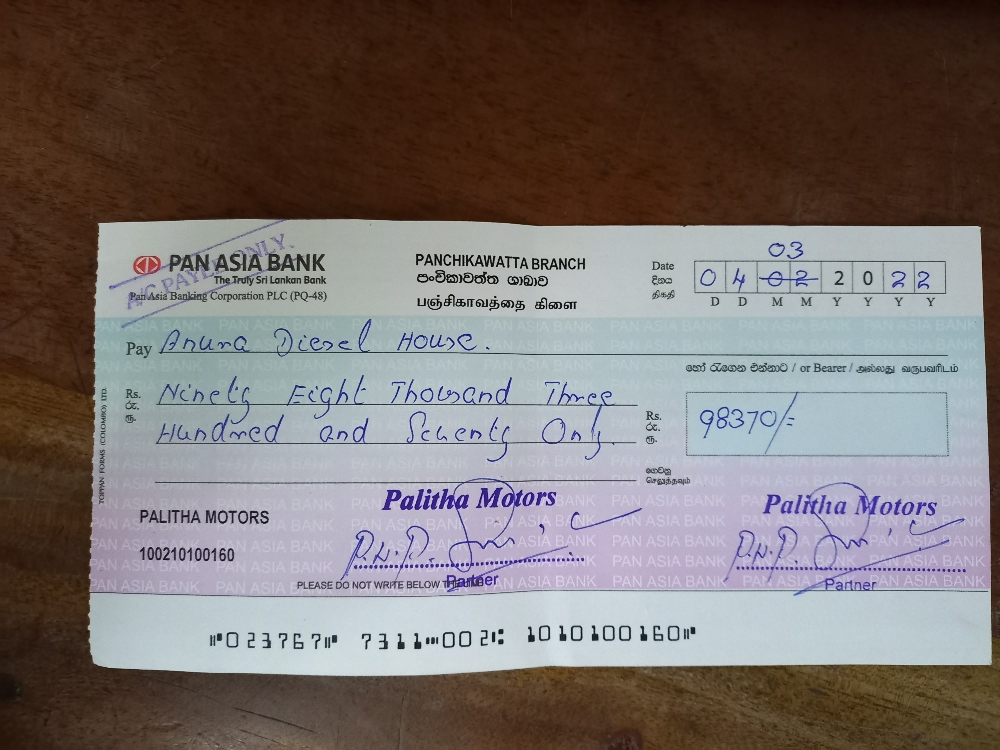 A/C PAYEE ONLY.
PAN ASIA BANK
The Truly Sri Lankan Bank
Pan Asia Banking Corporation PLC (PQ-48)
PANCHIKAWATTA BRANCH
පංචිකාවත්ත ශාඛාව
பஞ்சிகாவத்தை கிளை
03
Date 0 4 0 2 2 0 2 2
දිනය
திகதி
D D M M Y Y Y Y
Pay Anura Diesel House.
හෝ රැගෙන එන්නාට / or Bearer / அல்லது வருபவரிடம்
Rs. Ninety Eight Thousand Three
රු.
ரூ.
Hundred and Seventy Only.
Rs. 98370/=
රු.
ரூ.
ගෙවනු
செலுத்தவும்
TOPPAN FORMS (COLOMBO) LTD.
PALITHA MOTORS
100210100160
Palitha Motors
Partner
Palitha Motors
Partner
PLEASE DO NOT WRITE BELOW
⑈023767⑈ 7311⑉002⑆ 1010100160⑈